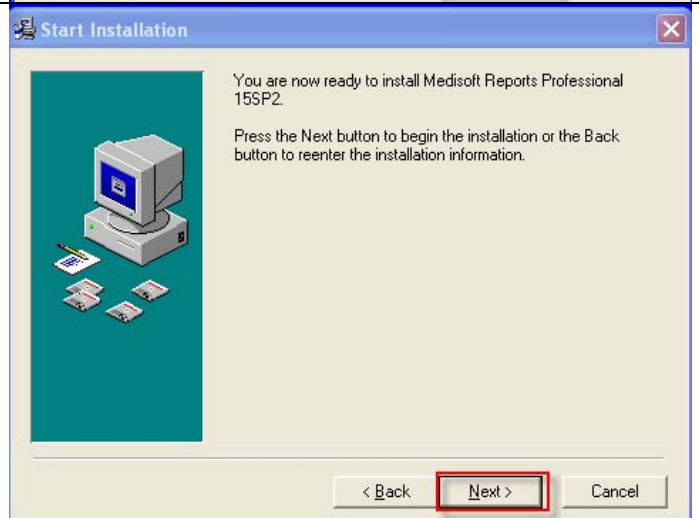 Start Installation
You are now ready to install Medisoft Reports Professional
15SP2.
Press the Next button to begin the installation or the Back
button to reenter the installation information.
< Back
Next >
Cancel